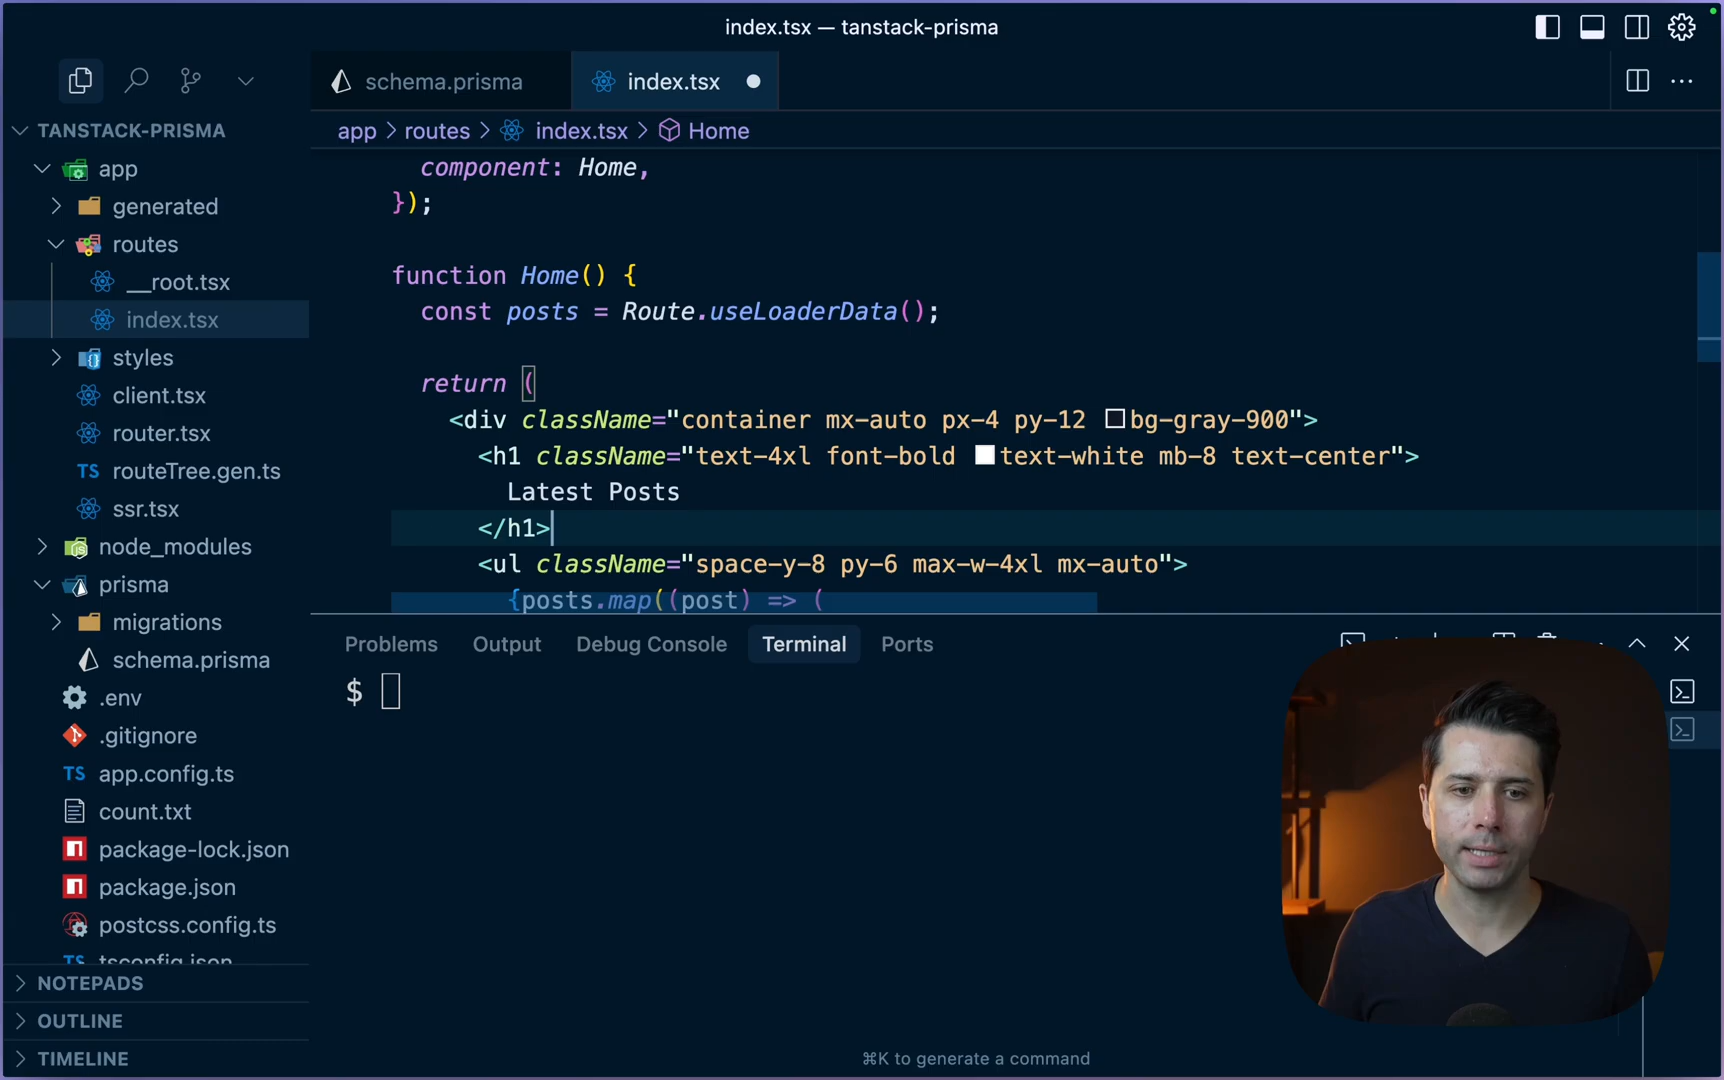 index.tsx — tanstack-prisma
schema.prisma
index.tsx
TANSTACK-PRISMA
app
generated
routes
__root.tsx
index.tsx
styles
client.tsx
router.tsx
TS routeTree.gen.ts
ssr.tsx
node_modules
prisma
migrations
schema.prisma
.env
.gitignore
TS app.config.ts
count.txt
package-lock.json
package.json
postcss.config.ts
TS tsconfig.json
NOTEPADS
OUTLINE
TIMELINE
app > routes > index.tsx > Home
component: Home,
});
function Home() {
const posts = Route.useLoaderData();
return (
<div className="container mx-auto px-4 py-12 bg-gray-900">
<h1 className="text-4xl font-bold text-white mb-8 text-center">
Latest Posts
</h1>
<ul className="space-y-8 py-6 max-w-4xl mx-auto">
{posts.map((post) => (
Problems Output Debug Console Terminal Ports
$
⌘K to generate a command